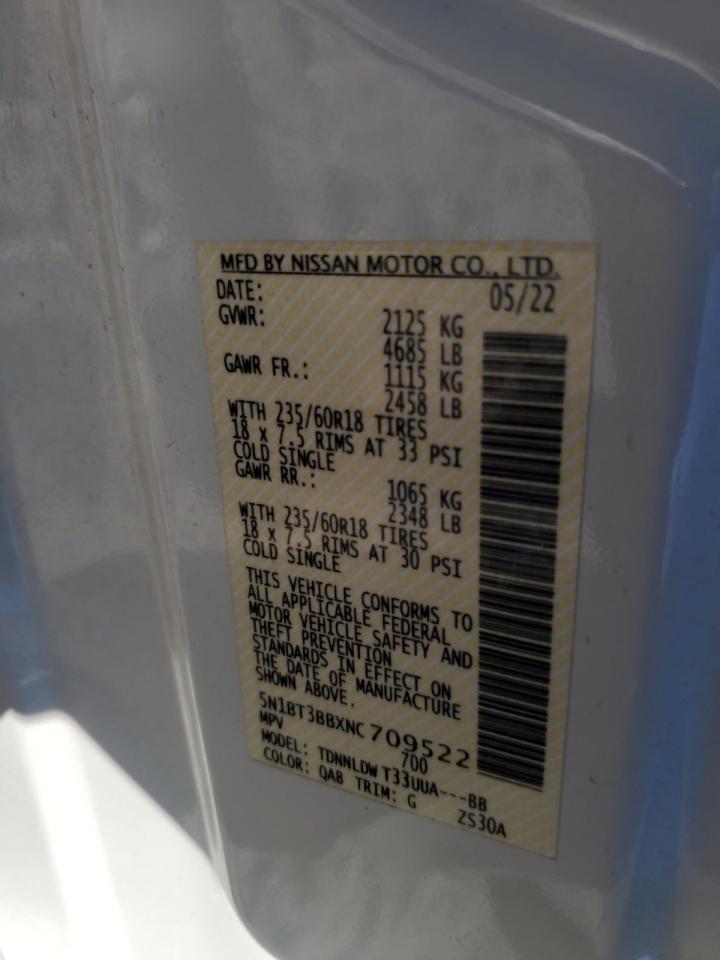 MFD BY NISSAN MOTOR CO., LTD.
DATE: 05/22
GVWR: 2125 KG
4685 LB
GAWR FR.: 1115 KG
2458 LB
WITH 235/60R18 TIRES
18 x 7.5 RIMS AT 33 PSI
COLD SINGLE
GAWR RR.: 1065 KG
2348 LB
WITH 235/60R18 TIRES
18 x 7.5 RIMS AT 30 PSI
COLD SINGLE
THIS VEHICLE CONFORMS TO
ALL APPLICABLE FEDERAL
MOTOR VEHICLE SAFETY AND
THEFT PREVENTION
STANDARDS IN EFFECT ON
THE DATE OF MANUFACTURE
SHOWN ABOVE.
5N1BT3BBXNC709522
MPV 700
MODEL: TDNNLDW T33UUA---BB
COLOR: QAB TRIM: G ZS30A